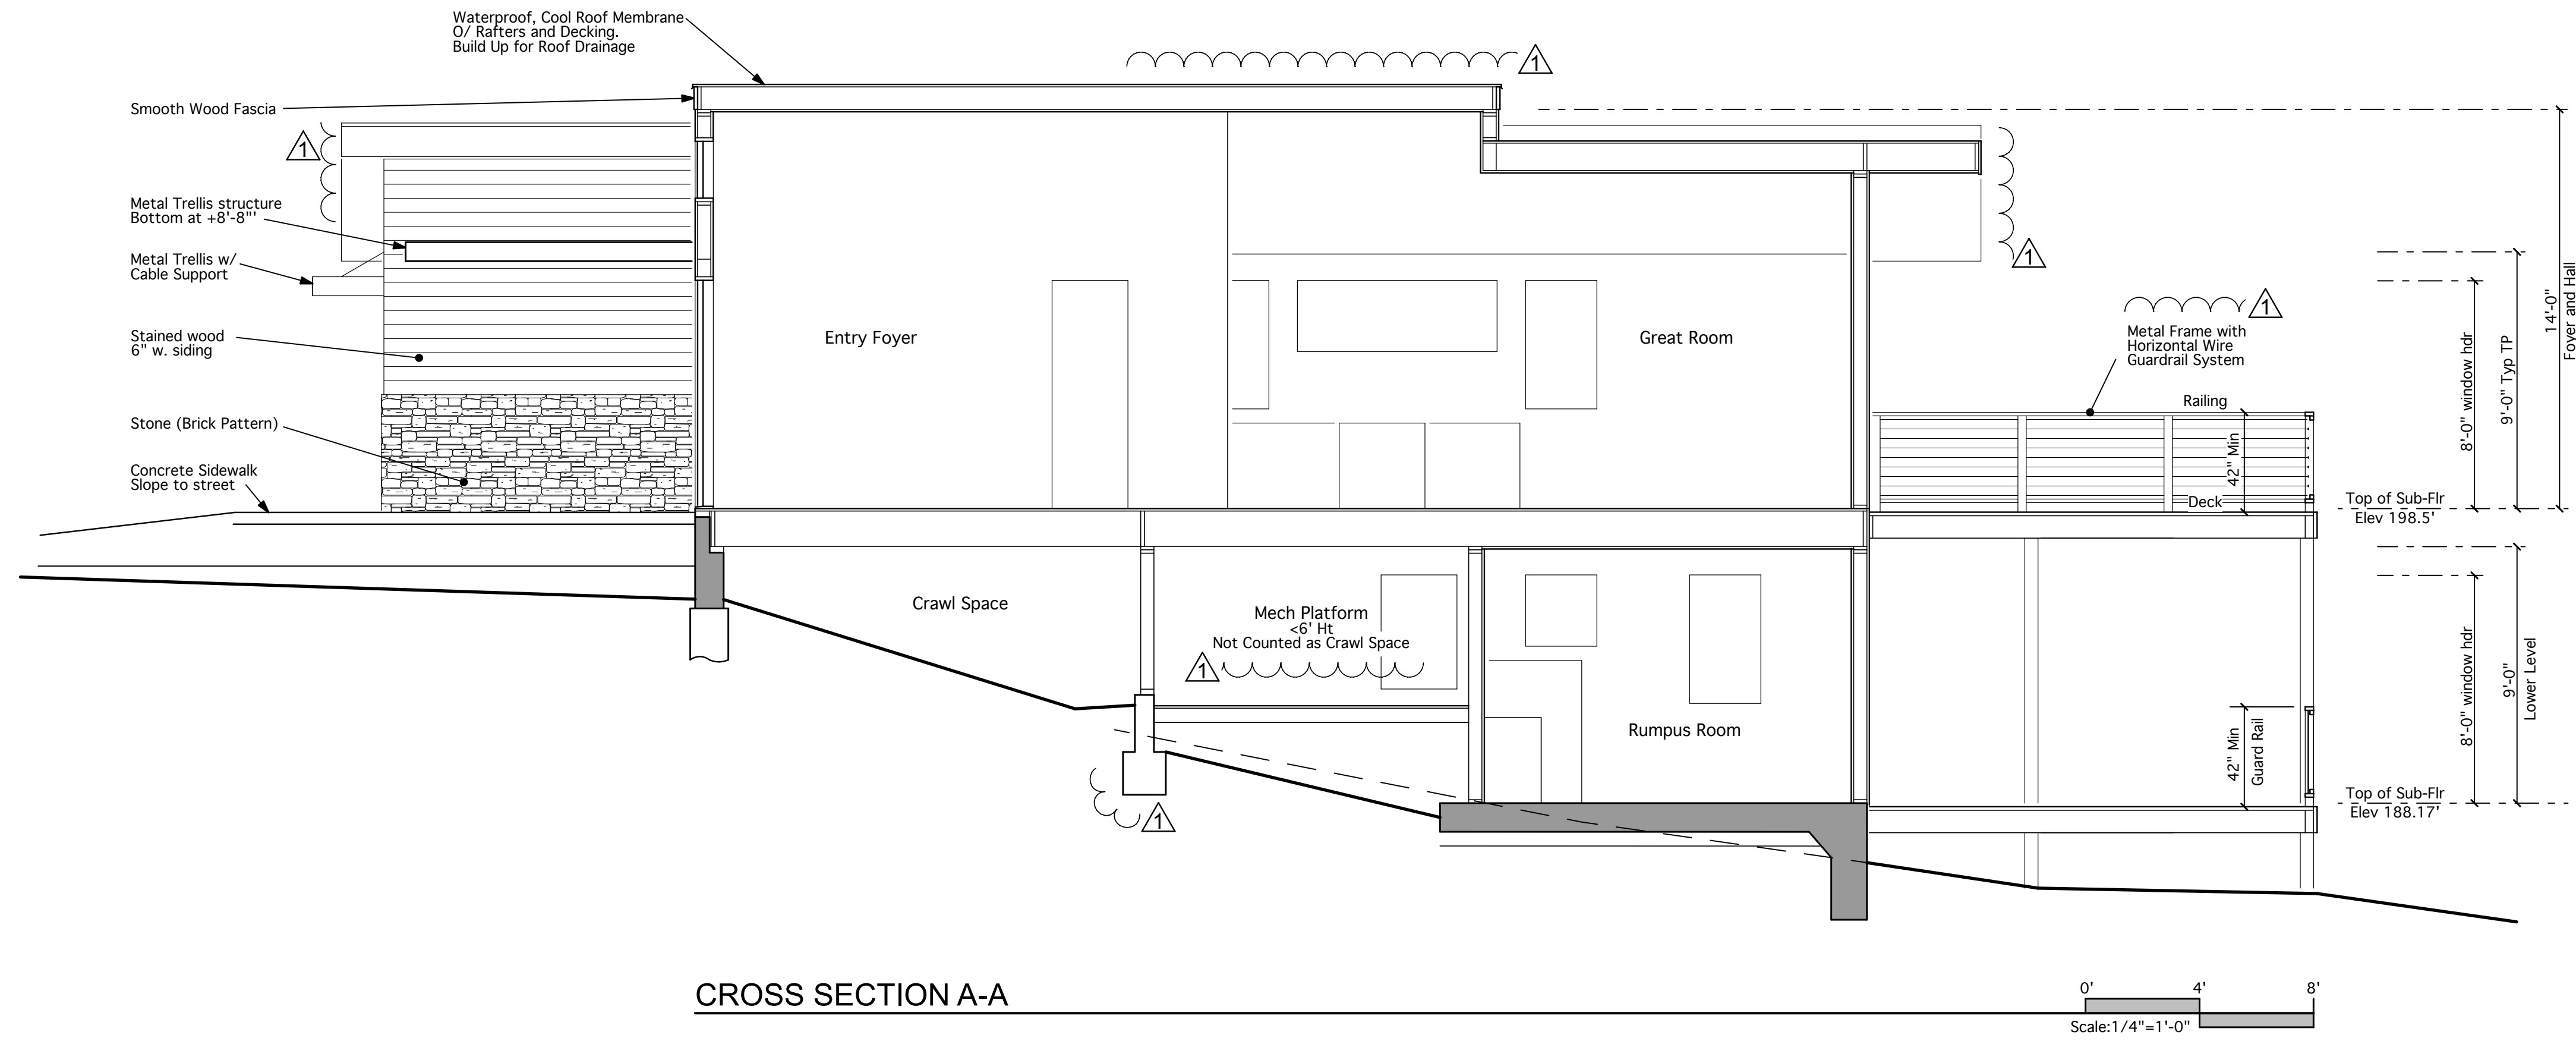 Waterproof, Cool Roof Membrane
O/ Rafters and Decking.
Build Up for Roof Drainage
1
Smooth Wood Fascia
1
Metal Trellis structure
Bottom at +8'-8"'
Metal Trellis w/
Cable Support
Stained wood
6" w. siding
Stone (Brick Pattern)
Concrete Sidewalk
Slope to street
Entry Foyer
Great Room
1
1
Metal Frame with
Horizontal Wire
Guardrail System
Railing
42" Min
Deck
8'-0" window hdr
9'-0" Typ TP
14'-0"
Foyer and Hall
Top of Sub-Flr
Elev 198.5'
Crawl Space
Mech Platform
<6' Ht
Not Counted as Crawl Space
1
Rumpus Room
1
42" Min
Guard Rail
8'-0" window hdr
9'-0"
Lower Level
Top of Sub-Flr
Elev 188.17'
CROSS SECTION A-A
0' 4' 8'
Scale:1/4"=1'-0"